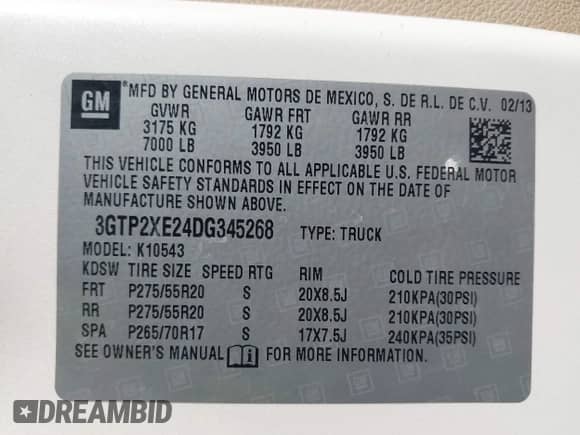 GM
MFD BY GENERAL MOTORS DE MEXICO, S. DE R.L. DE C.V. 02/13
GVWR GAWR FRT GAWR RR
3175 KG 1792 KG 1792 KG
7000 LB 3950 LB 3950 LB
THIS VEHICLE CONFORMS TO ALL APPLICABLE U.S. FEDERAL MOTOR
VEHICLE SAFETY STANDARDS IN EFFECT ON THE DATE OF
MANUFACTURE SHOWN ABOVE.
3GTP2XE24DG345268 TYPE: TRUCK
MODEL: K10543
KDSW TIRE SIZE SPEED RTG RIM COLD TIRE PRESSURE
FRT P275/55R20 S 20X8.5J 210KPA(30PSI)
RR P275/55R20 S 20X8.5J 210KPA(30PSI)
SPA P265/70R17 S 17X7.5J 240KPA(35PSI)
SEE OWNER'S MANUAL FOR MORE INFORMATION.
DREAMBID